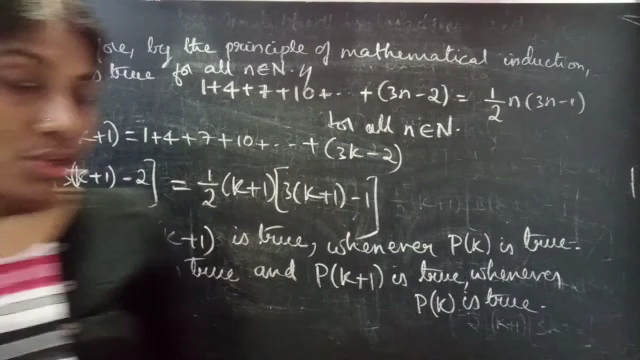 ore, by the principle of mathematical induction,
s true for all n∈N. y
1+4+7+10+... + (3n-2) = 1/2 n(3n-1)
for all n∈N.
k+1) = 1+4+7+10+... + (3k-2)
(k+1)-2] = 1/2 (k+1)[3(k+1)-1]
k+1) is true, whenever P(k) is true.
true and P(k+1) is true, whenever
P(k) is true.